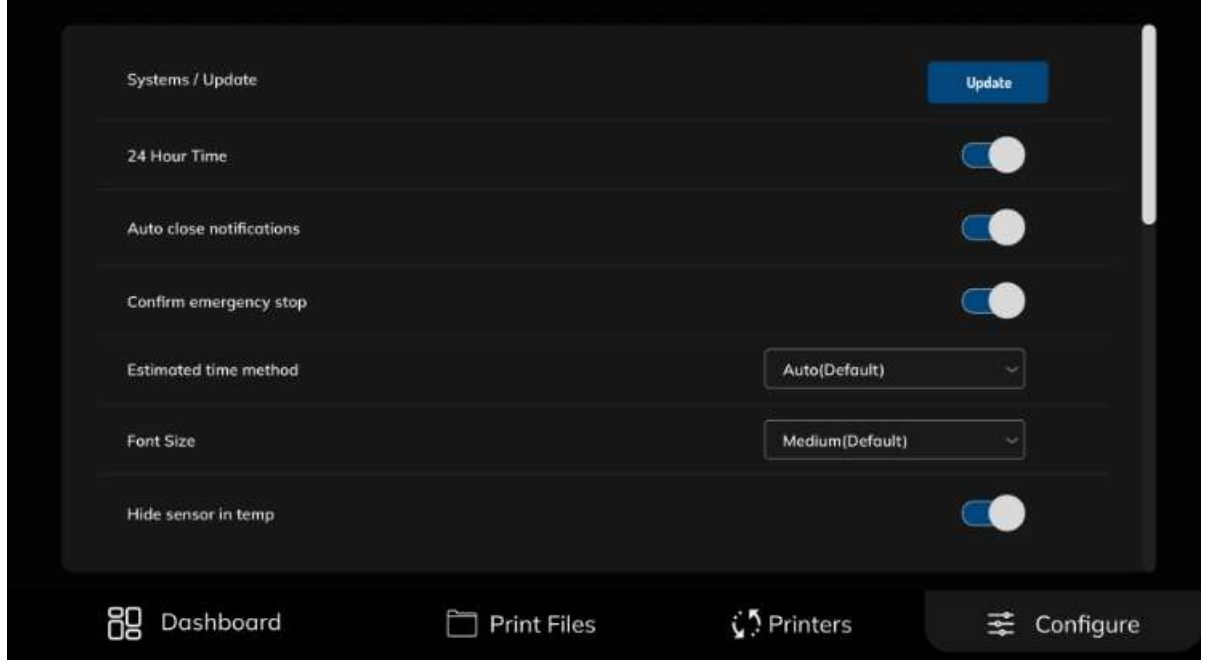 Systems / Update
Update
24 Hour Time
Auto close notifications
Confirm emergency stop
Estimated time method
Auto(Default)
Font Size
Medium(Default)
Hide sensor in temp
Dashboard
Print Files
Printers
Configure